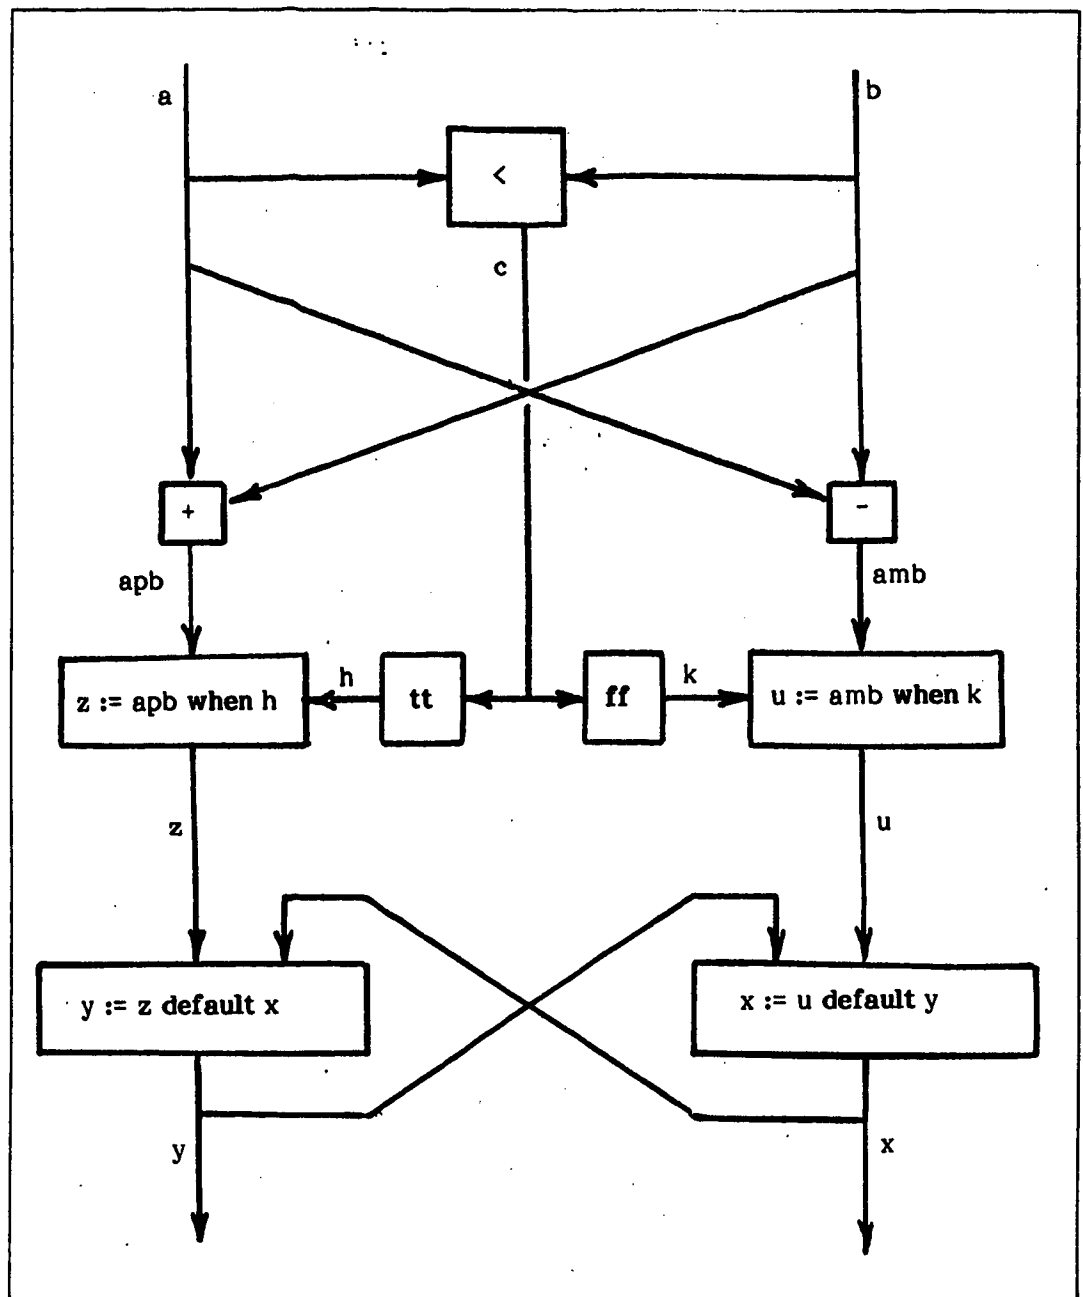 a
b
<
c
+
-
apb
amb
z := apb when h
h
tt
ff
k
u := amb when k
z
u
y := z default x
x := u default y
y
x